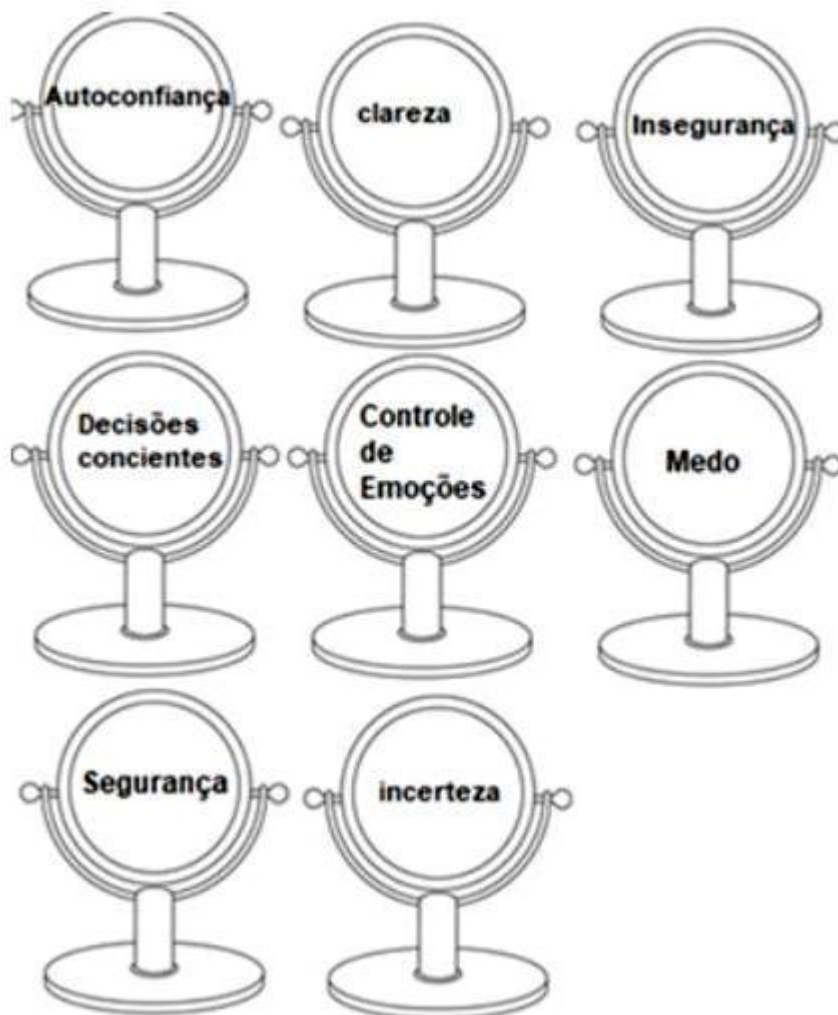 Autoconfiança
clareza
Insegurança
Decisões
concientes
Controle
de
Emoções
Medo
Segurança
incerteza